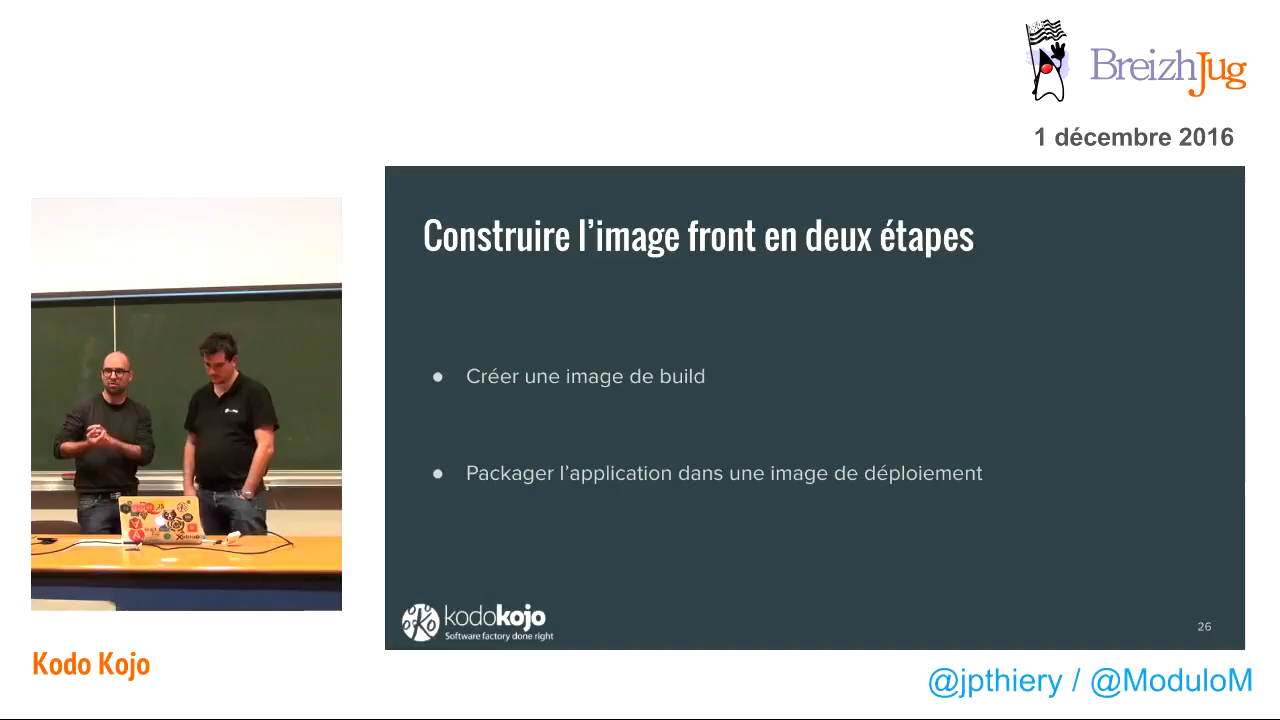 BreizhJug
1 décembre 2016
Construire l’image front en deux étapes
● Créer une image de build
● Packager l’application dans une image de déploiement
kodokojo
Software factory done right
26
Kodo Kojo
@jpthiery / @ModuloM